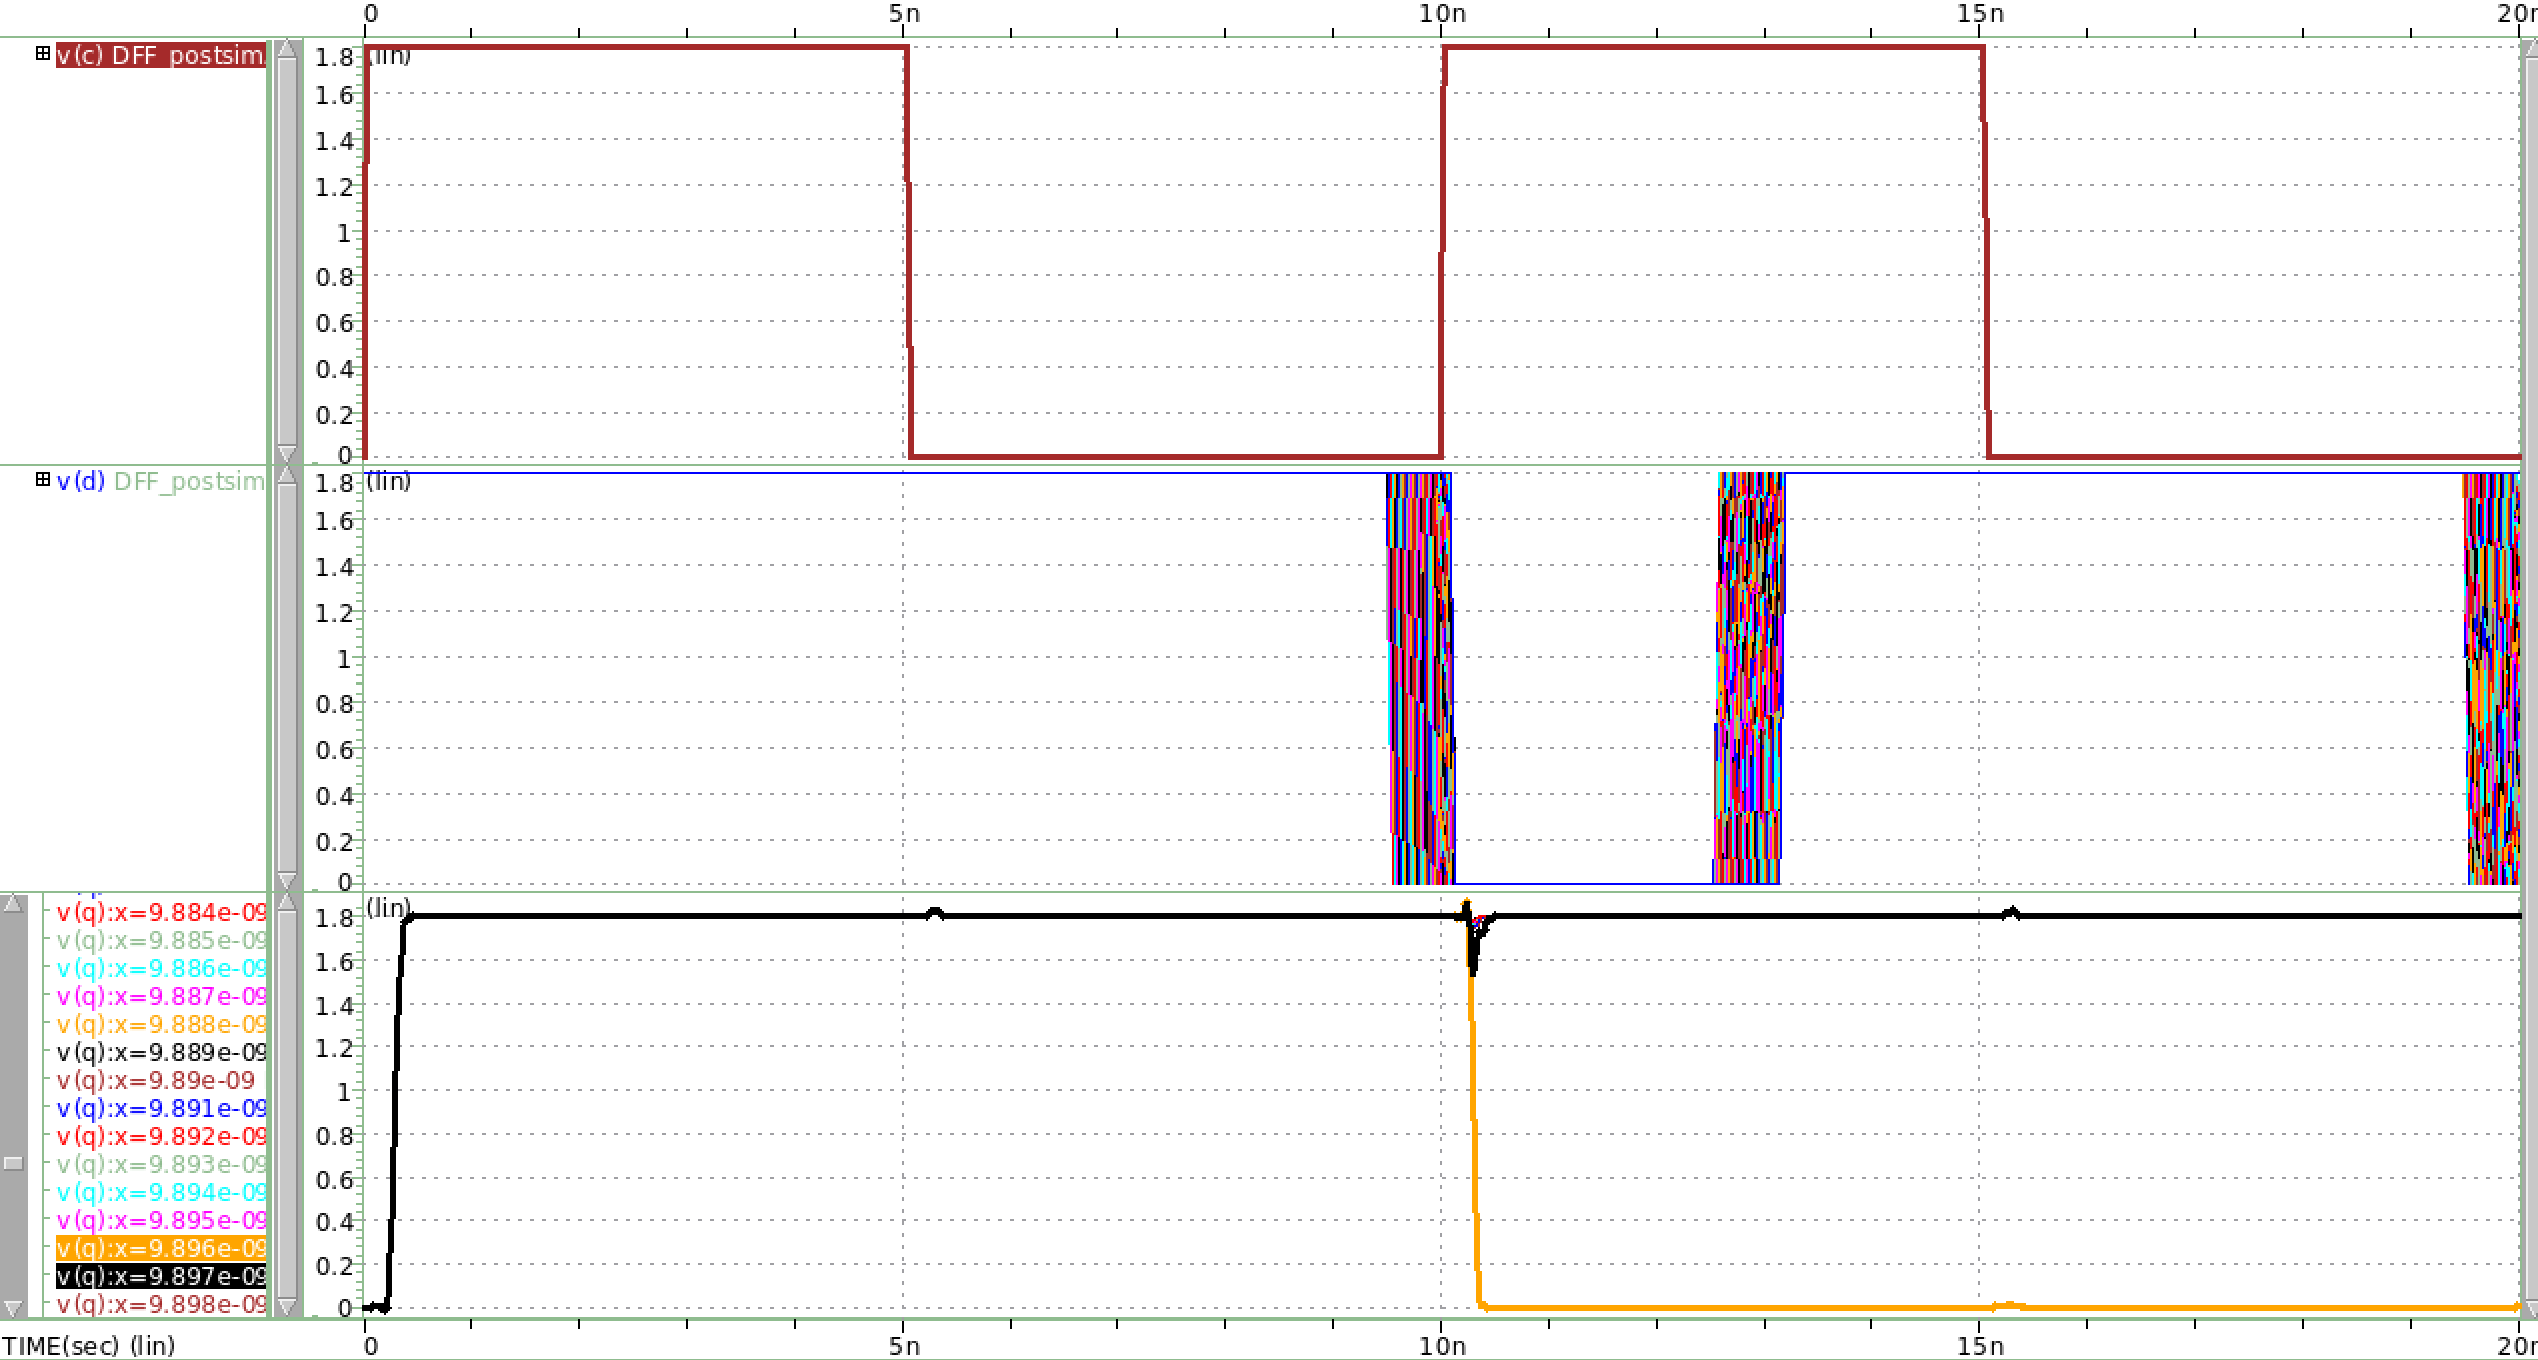 0 5n 10n 15n 20n
v(c) DFF_postsim.
(lin)
1.8
1.6
1.4
1.2
1
0.8
0.6
0.4
0.2
0
v(d) DFF_postsim
(lin)
1.8
1.6
1.4
1.2
1
0.8
0.6
0.4
0.2
0
v(q):x=9.884e-09
v(q):x=9.885e-09
v(q):x=9.886e-09
v(q):x=9.887e-09
v(q):x=9.888e-09
v(q):x=9.889e-09
v(q):x=9.89e-09
v(q):x=9.891e-09
v(q):x=9.892e-09
v(q):x=9.893e-09
v(q):x=9.894e-09
v(q):x=9.895e-09
v(q):x=9.896e-09
v(q):x=9.897e-09
v(q):x=9.898e-09
(lin)
1.8
1.6
1.4
1.2
1
0.8
0.6
0.4
0.2
0
TIME(sec) (lin) 0 5n 10n 15n 20n